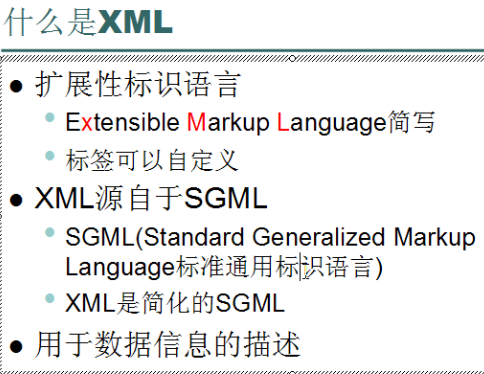 什么是XML
扩展性标识语言
Extensible Markup Language简写
标签可以自定义
XML源自于SGML
SGML(Standard Generalized Markup
Language标准通用标识语言)
XML是简化的SGML
用于数据信息的描述